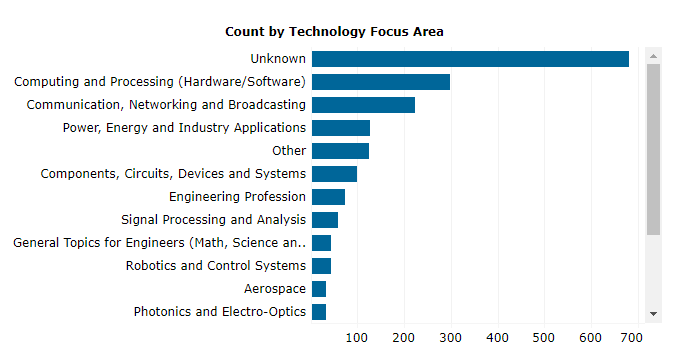 Count by Technology Focus Area
Unknown
Computing and Processing (Hardware/Software)
Communication, Networking and Broadcasting
Power, Energy and Industry Applications
Other
Components, Circuits, Devices and Systems
Engineering Profession
Signal Processing and Analysis
General Topics for Engineers (Math, Science an..
Robotics and Control Systems
Aerospace
Photonics and Electro-Optics
100 200 300 400 500 600 700